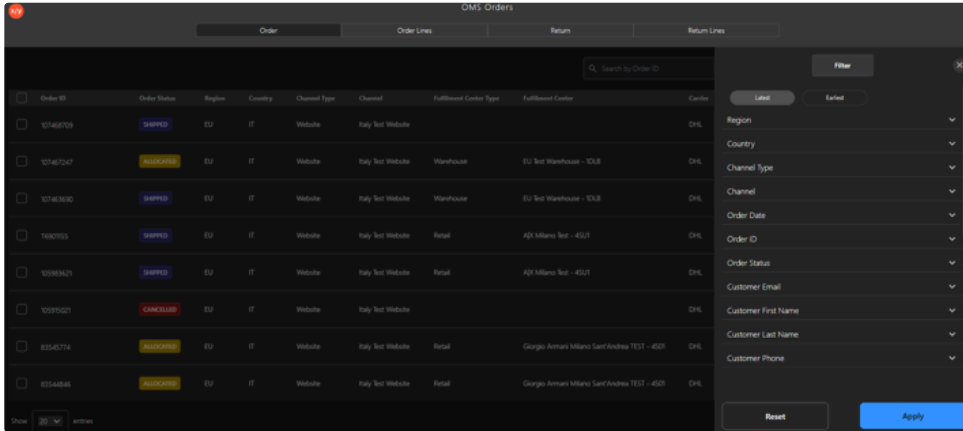 OMS Orders
Order Order Lines Return Return Lines
Search by Order ID
Filter
Latest Earliest
Order ID Order Status Region Country Channel Type Channel Fulfillment Center Type Fulfillment Center Carrier
107468709 SHIPPED EU IT Website Italy Test Website DHL
107467247 ALLOCATED EU IT Website Italy Test Website Warehouse EU Test Warehouse - 1DLB DHL
107463690 SHIPPED EU IT Website Italy Test Website Warehouse EU Test Warehouse - 1DLB DHL
T6901155 SHIPPED EU IT Website Italy Test Website Retail A|X Milano Test - 4SU1 DHL
105983621 SHIPPED EU IT Website Italy Test Website Retail A|X Milano Test - 4SU1 DHL
105915021 CANCELLED EU IT Website Italy Test Website DHL
83545774 ALLOCATED EU IT Website Italy Test Website Retail Giorgio Armani Milano Sant'Andrea TEST - 4SD1 DHL
83544846 ALLOCATED EU IT Website Italy Test Website Retail Giorgio Armani Milano Sant'Andrea TEST - 4SD1 DHL
Show 20 entries
Region
Country
Channel Type
Channel
Order Date
Order ID
Order Status
Customer Email
Customer First Name
Customer Last Name
Customer Phone
Reset Apply